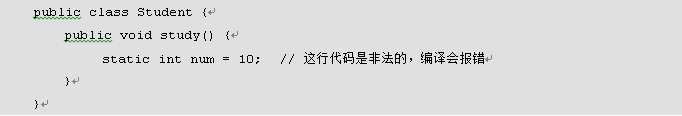 public class Student {
public void study() {
static int num = 10; // 这行代码是非法的，编译会报错
}
}